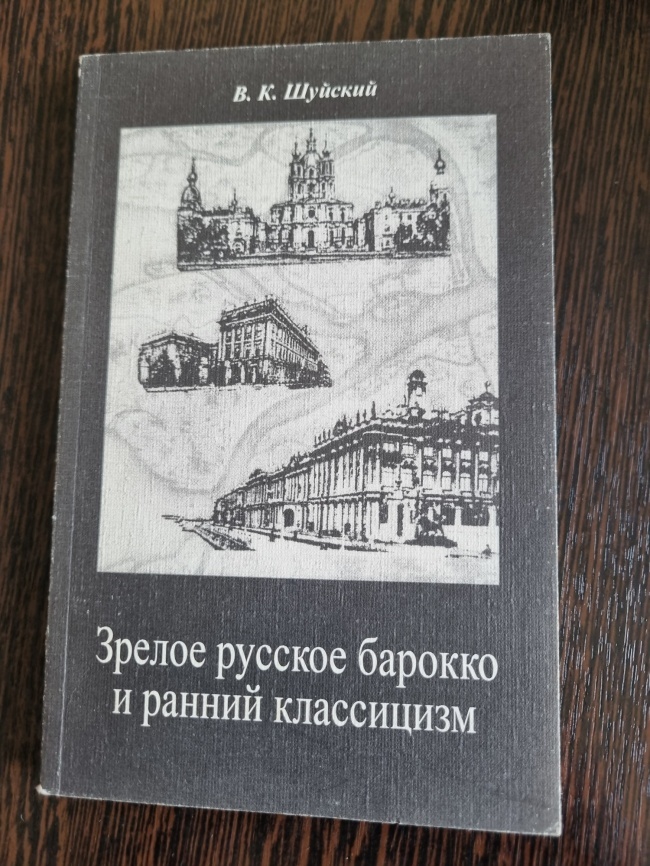 В. К. Шуйский
Зрелое русское барокко
и ранний классицизм